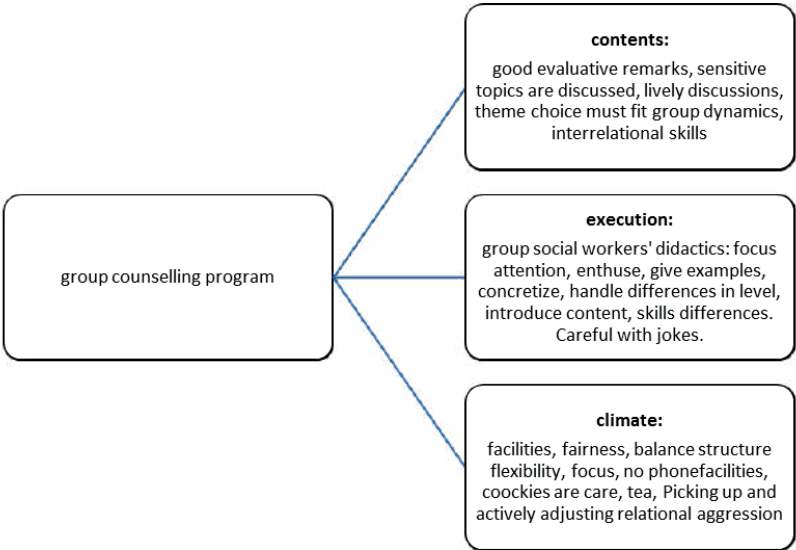 contents:
good evaluative remarks, sensitive
topics are discussed, lively discussions,
theme choice must fit group dynamics,
interrelational skills
group counselling program
execution:
group social workers' didactics: focus
attention, enthuse, give examples,
concretize, handle differences in level,
introduce content, skills differences.
Careful with jokes.
climate:
facilities, fairness, balance structure
flexibility, focus, no phonefacilities,
coockies are care, tea, Picking up and
actively adjusting relational aggression